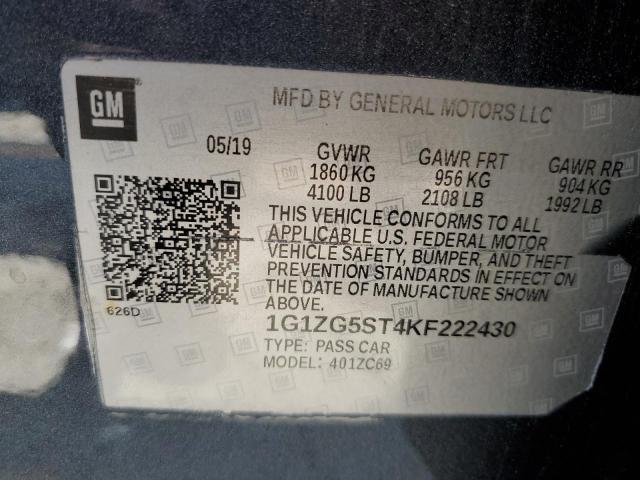 GM
MFD BY GENERAL MOTORS LLC
05/19 GVWR GAWR FRT GAWR RR
1860 KG 956 KG 904 KG
4100 LB 2108 LB 1992 LB
THIS VEHICLE CONFORMS TO ALL
APPLICABLE U.S. FEDERAL MOTOR
VEHICLE SAFETY, BUMPER, AND THEFT
PREVENTION STANDARDS IN EFFECT ON
THE DATE OF MANUFACTURE SHOWN
ABOVE.
626D
1G1ZG5ST4KF222430
TYPE: PASS CAR
MODEL: 401ZC69